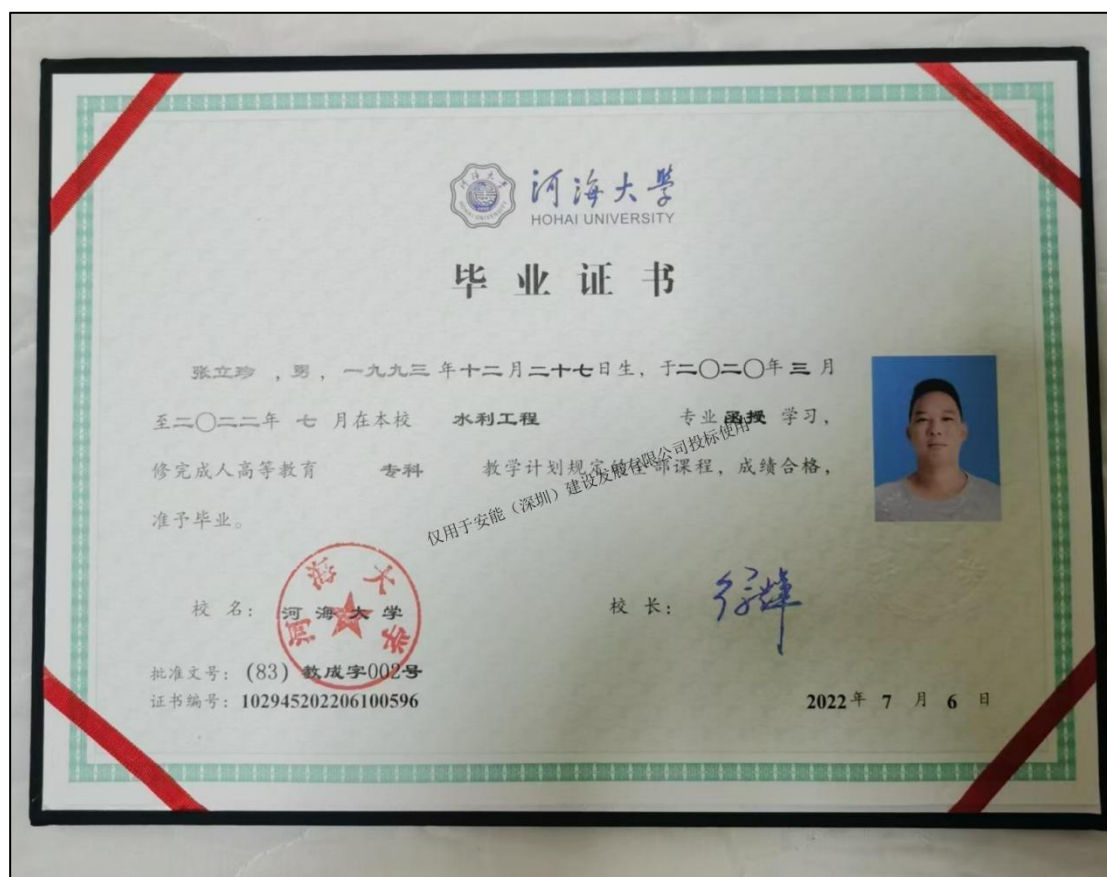 河海大學
HOHAI UNIVERSITY
毕业证书
张立珍 ，男，一九九三年十二月二十七日生，于二〇二〇年三月
至二〇二二年 七 月在本校 水利工程 专业 函授 学习，
修完成人高等教育 专科 教学计划规定的全部课程，成绩合格，
准予毕业。
仅用于安能（深圳）建设发展有限公司投标使用
校 名： 河海大学
校 长：
河海大学
批准文号：(83) 教成字002号
证书编号：102945202206100596
2022年 7 月 6 日